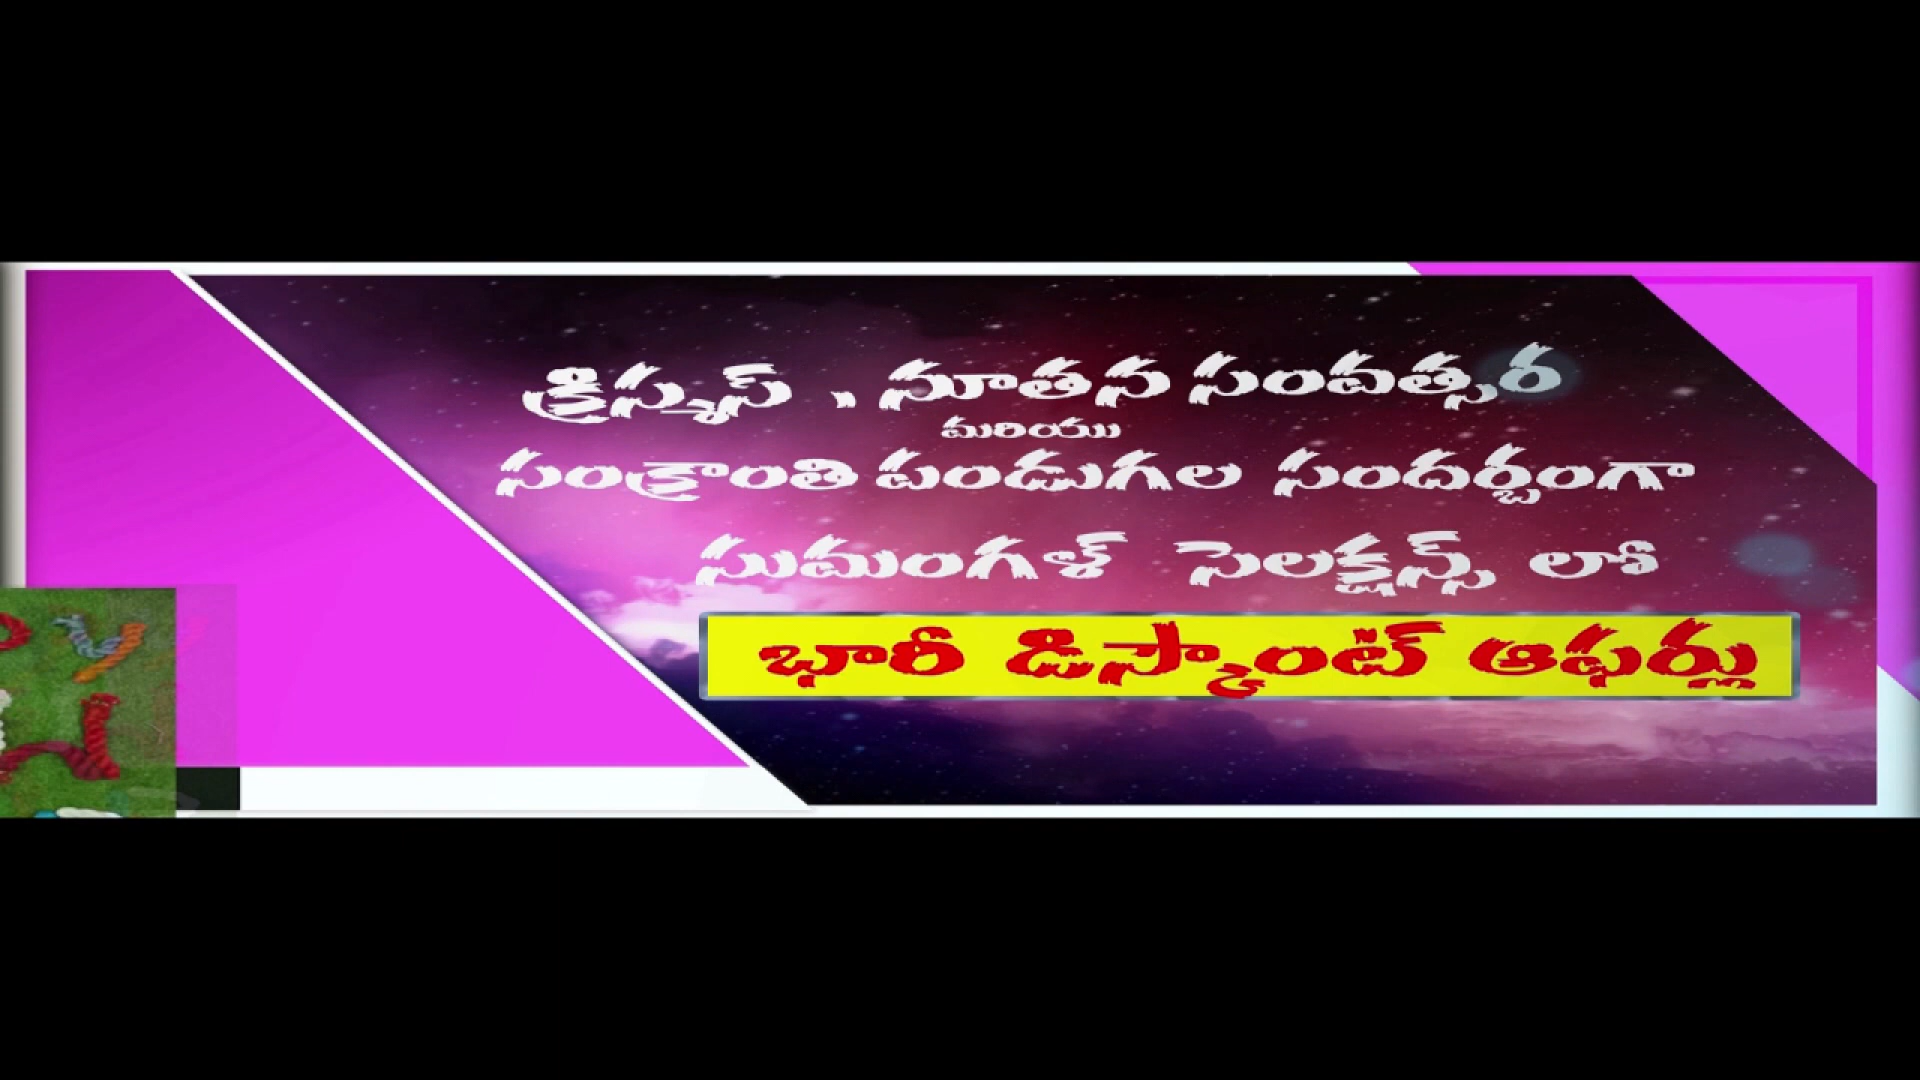 క్రిస్మస్ , నూతన సంవత్సర
మరియు
సంక్రాంతి పండుగల సందర్బంగా
సుమంగళ్ సెలక్షన్స్ లో
భారీ డిస్కౌంట్ ఆఫర్లు